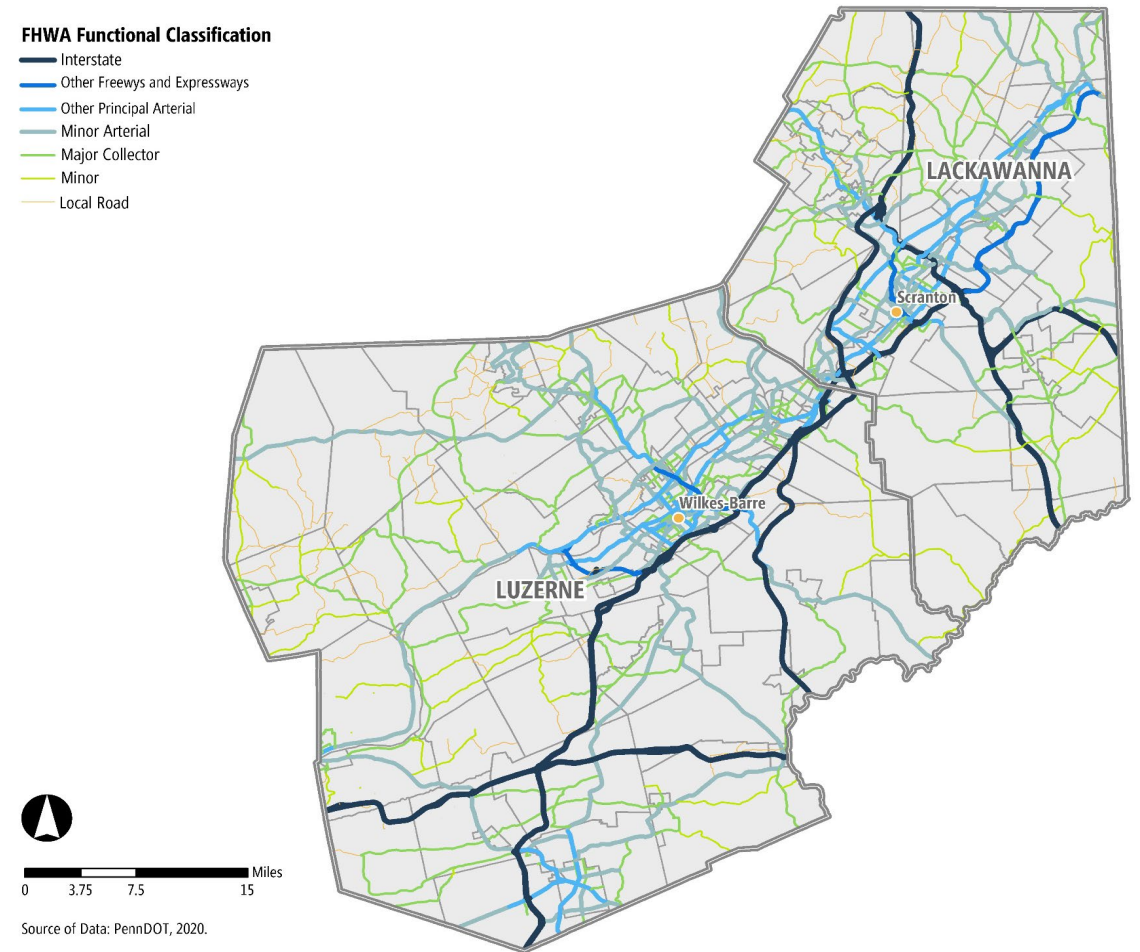 FHWA Functional Classification
Interstate
Other Freewys and Expressways
Other Principal Arterial
Minor Arterial
Major Collector
Minor
Local Road
LACKAWANNA
Scranton
Wilkes-Barre
LUZERNE
Miles
0 3.75 7.5 15
Source of Data: PennDOT, 2020.